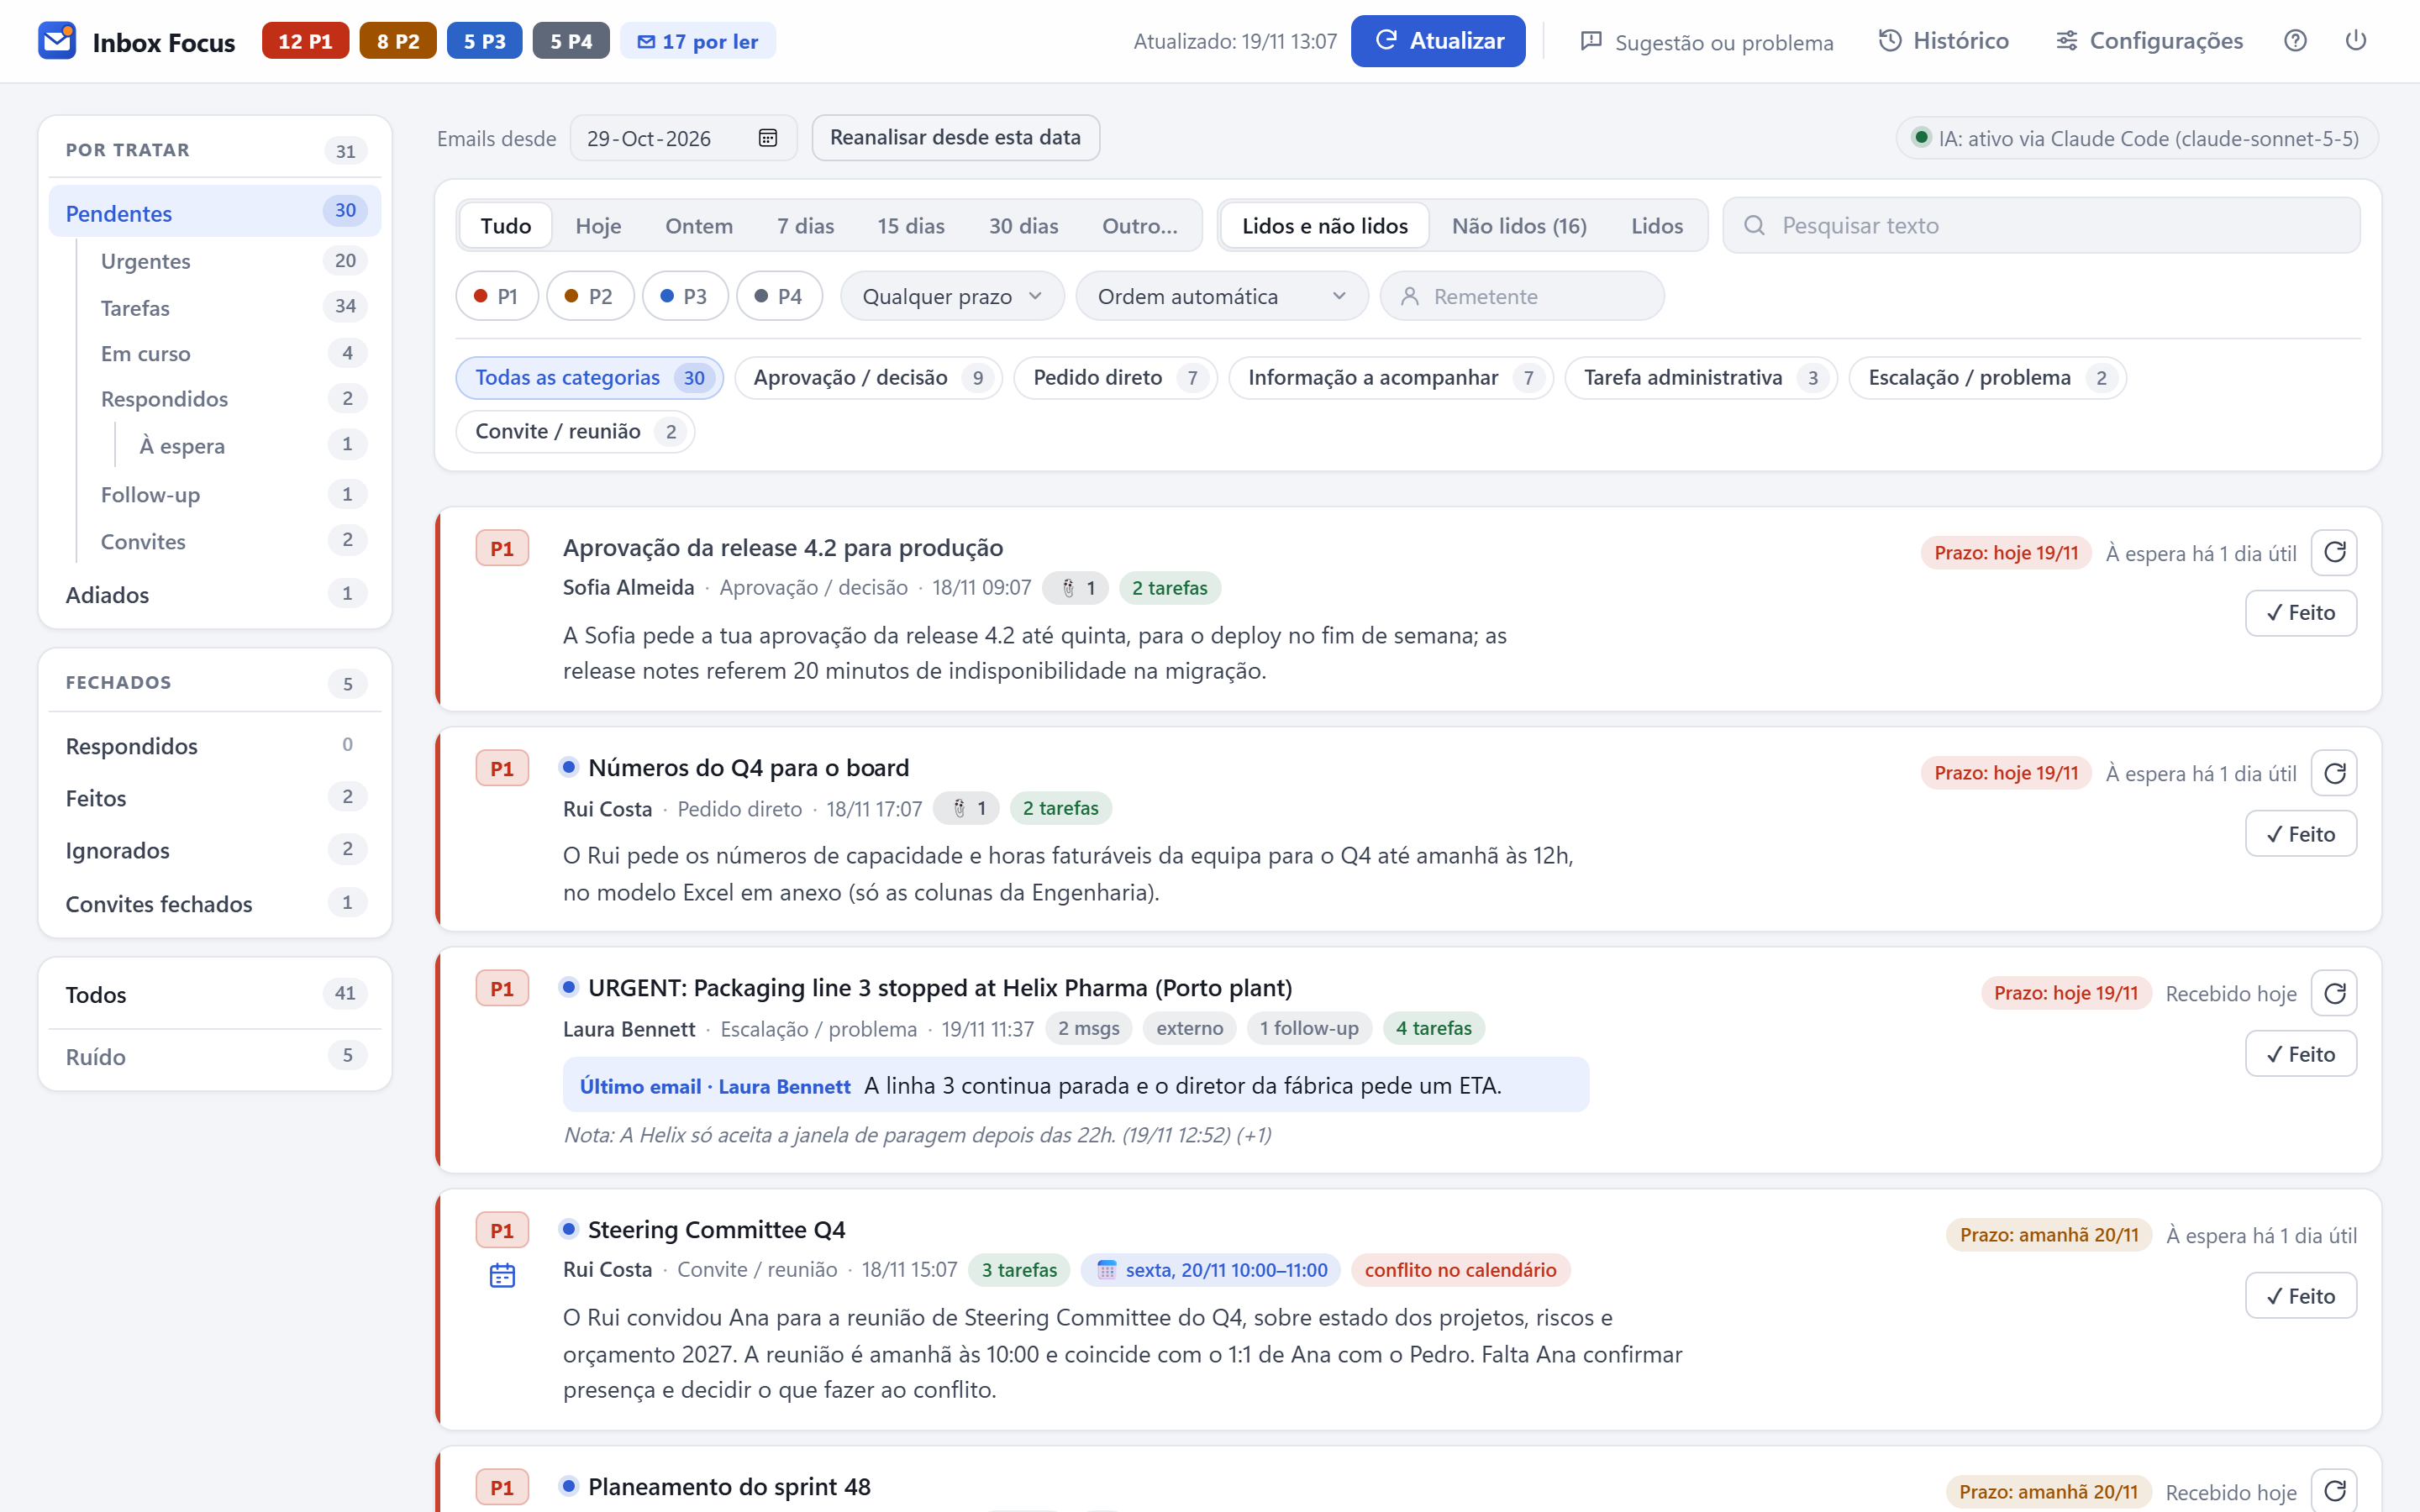 Inbox Focus 12 P1 8 P2 5 P3 5 P4 17 por ler Atualizado: 19/11 13:07 Atualizar Sugestão ou problema Histórico Configurações
POR TRATAR 31
Pendentes 30
Urgentes 20
Tarefas 34
Em curso 4
Respondidos 2
À espera 1
Follow-up 1
Convites 2
Adiados 1
FECHADOS 5
Respondidos 0
Feitos 2
Ignorados 2
Convites fechados 1
Todos 41
Ruído 5
Emails desde 29-Oct-2026 Reanalisar desde esta data IA: ativo via Claude Code (claude-sonnet-5-5)
Tudo Hoje Ontem 7 dias 15 dias 30 dias Outro... Lidos e não lidos Não lidos (16) Lidos Pesquisar texto
P1 P2 P3 P4 Qualquer prazo Ordem automática Remetente
Todas as categorias 30 Aprovação / decisão 9 Pedido direto 7 Informação a acompanhar 7 Tarefa administrativa 3 Escalação / problema 2
Convite / reunião 2
P1 Aprovação da release 4.2 para produção Prazo: hoje 19/11 À espera há 1 dia útil
Sofia Almeida · Aprovação / decisão · 18/11 09:07 1 2 tarefas
✓ Feito
A Sofia pede a tua aprovação da release 4.2 até quinta, para o deploy no fim de semana; as
release notes referem 20 minutos de indisponibilidade na migração.
P1 Números do Q4 para o board Prazo: hoje 19/11 À espera há 1 dia útil
Rui Costa · Pedido direto · 18/11 17:07 1 2 tarefas
✓ Feito
O Rui pede os números de capacidade e horas faturáveis da equipa para o Q4 até amanhã às 12h,
no modelo Excel em anexo (só as colunas da Engenharia).
P1 URGENT: Packaging line 3 stopped at Helix Pharma (Porto plant) Prazo: hoje 19/11 Recebido hoje
Laura Bennett · Escalação / problema · 19/11 11:37 2 msgs externo 1 follow-up 4 tarefas
✓ Feito
Último email · Laura Bennett A linha 3 continua parada e o diretor da fábrica pede um ETA.
Nota: A Helix só aceita a janela de paragem depois das 22h. (19/11 12:52) (+1)
P1 Steering Committee Q4 Prazo: amanhã 20/11 À espera há 1 dia útil
Rui Costa · Convite / reunião · 18/11 15:07 3 tarefas sexta, 20/11 10:00–11:00 conflito no calendário
✓ Feito
O Rui convidou Ana para a reunião de Steering Committee do Q4, sobre estado dos projetos, riscos e
orçamento 2027. A reunião é amanhã às 10:00 e coincide com o 1:1 de Ana com o Pedro. Falta Ana confirmar
presença e decidir o que fazer ao conflito.
P1 Planeamento do sprint 48 Prazo: amanhã 20/11 Recebido hoje